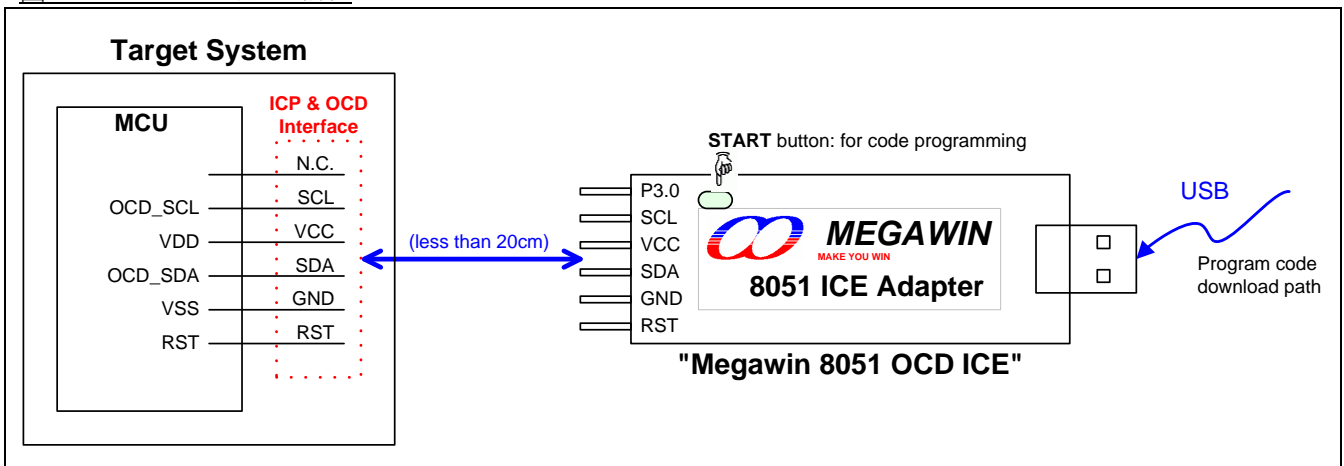 Target System
MCU
ICP & OCD
Interface
N.C.
OCD_SCL
SCL
VDD
VCC
OCD_SDA
SDA
VSS
GND
RST
RST
(less than 20cm)
START button: for code programming
P3.0
SCL
VCC
SDA
GND
RST
MEGAWIN
MAKE YOU WIN
8051 ICE Adapter
"Megawin 8051 OCD ICE"
USB
Program code
download path